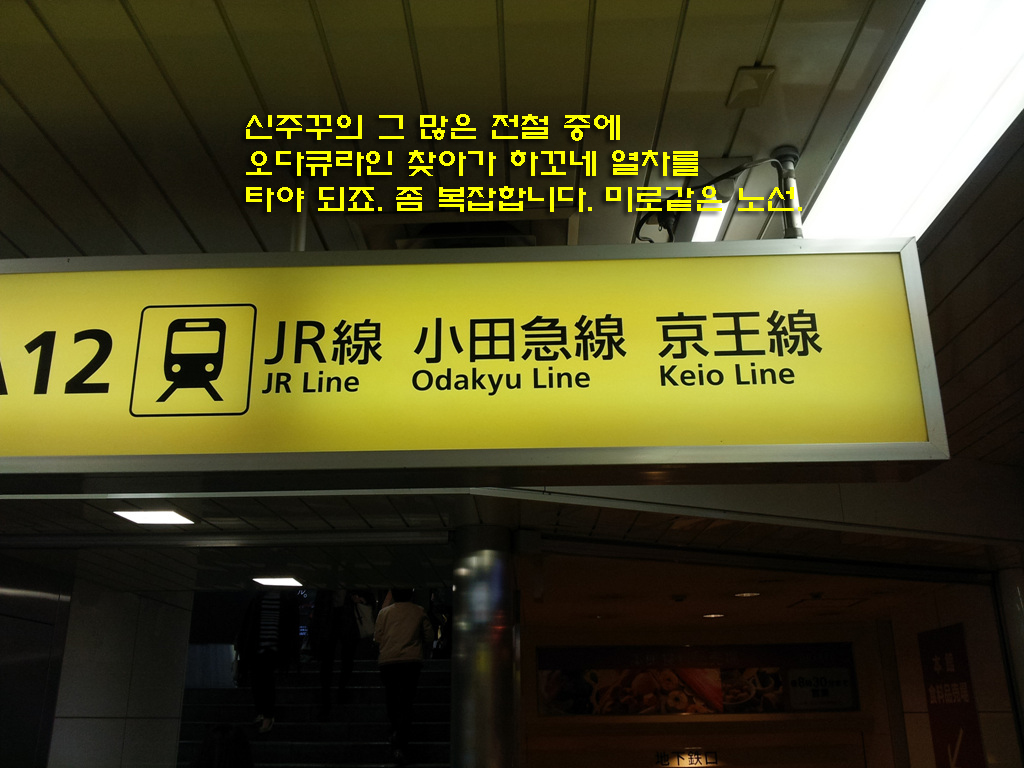 신주꾸의 그 많은 전철 중에
오다큐라인 찾아가 하꼬네 열차를
타야 되죠. 좀 복잡합니다. 미로같은 노선.
A12 JR線 小田急線 京王線
JR Line Odakyu Line Keio Line
地下鉄口